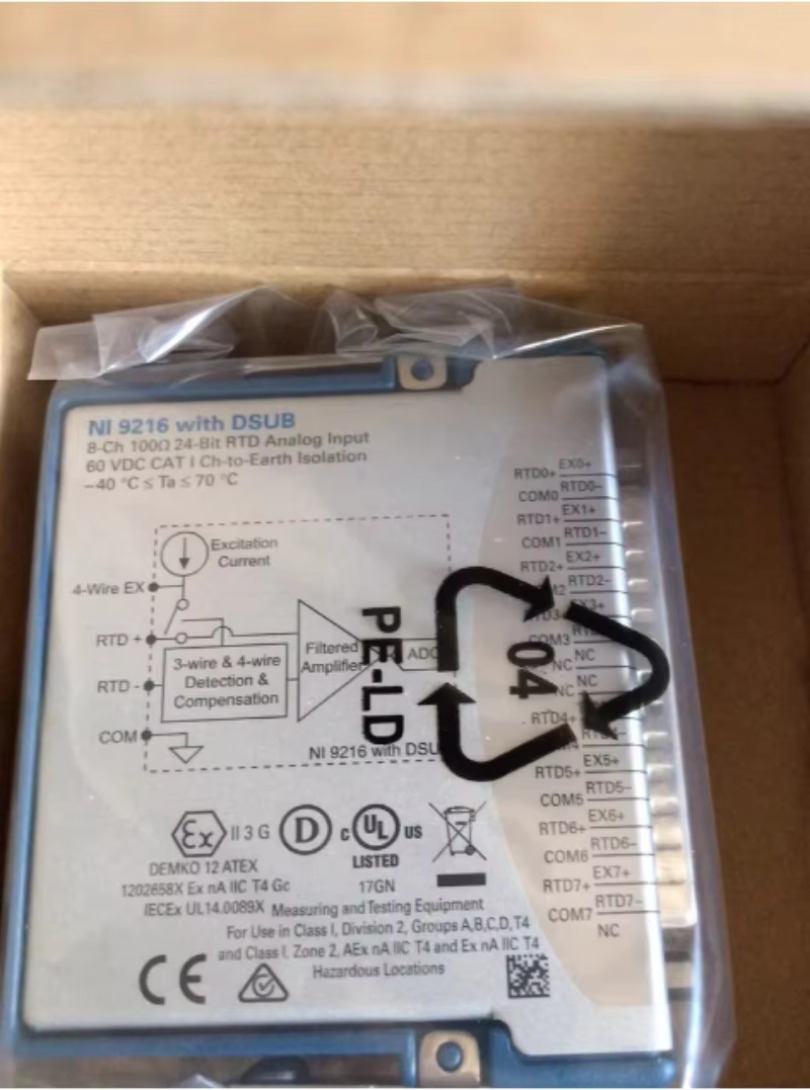 NI 9216 with DSUB
8-Ch 100Ω 24-Bit RTD Analog Input
60 VDC CAT I Ch-to-Earth Isolation
–40 °C ≤ Ta ≤ 70 °C
Excitation
Current
4-Wire EX
RTD +
RTD -
COM
3-wire & 4-wire
Detection &
Compensation
Filtered
Amplifier
ADC
NI 9216 with DSU
PE-LD
04
RTD0+ EX0+
COM0 RTD0–
RTD1+ EX1+
COM1 RTD1–
RTD2+ EX2+
RTD2–
EX3+
COM3
NC NC
NC NC
RTD4+
RTD5+ EX5+
COM5 RTD5–
RTD6+ EX6+
COM6 RTD6–
RTD7+ EX7+
COM7 RTD7–
NC
Ex II 3 G
D
c UL US
LISTED
17GN
DEMKO 12 ATEX
1202658X Ex nA IIC T4 Gc
IECEx UL14.0089X
Measuring and Testing Equipment
For Use in Class I, Division 2, Groups A,B,C,D, T4
and Class I, Zone 2, AEx nA IIC T4 and Ex nA IIC T4
Hazardous Locations
CE